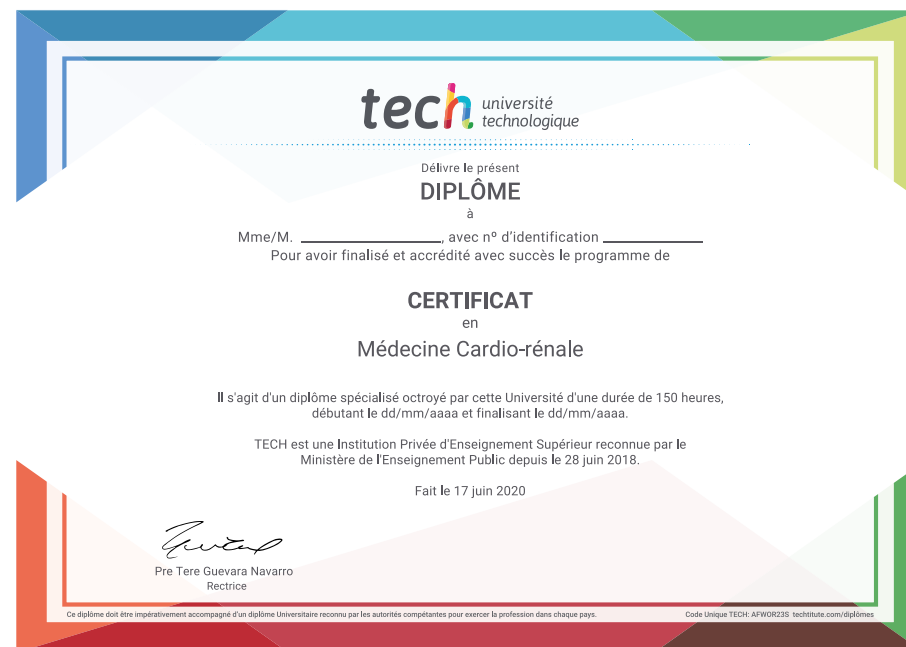 tech université
technologique
Délivre le présent
DIPLÔME
à
Mme/M. ____________________, avec nº d'identification ______________
Pour avoir finalisé et accrédité avec succès le programme de
CERTIFICAT
en
Médecine Cardio-rénale
Il s'agit d'un diplôme spécialisé octroyé par cette Université d'une durée de 150 heures,
débutant le dd/mm/aaaa et finalisant le dd/mm/aaaa.
TECH est une Institution Privée d'Enseignement Supérieur reconnue par le
Ministère de l'Enseignement Public depuis le 28 juin 2018.
Fait le 17 juin 2020
Pre Tere Guevara Navarro
Rectrice
Ce diplôme doit être impérativement accompagné d'un diplôme Universitaire reconnu par les autorités compétantes pour exercer la profession dans chaque pays.
Code Unique TECH: AFWOR23S techtitute.com/diplômes